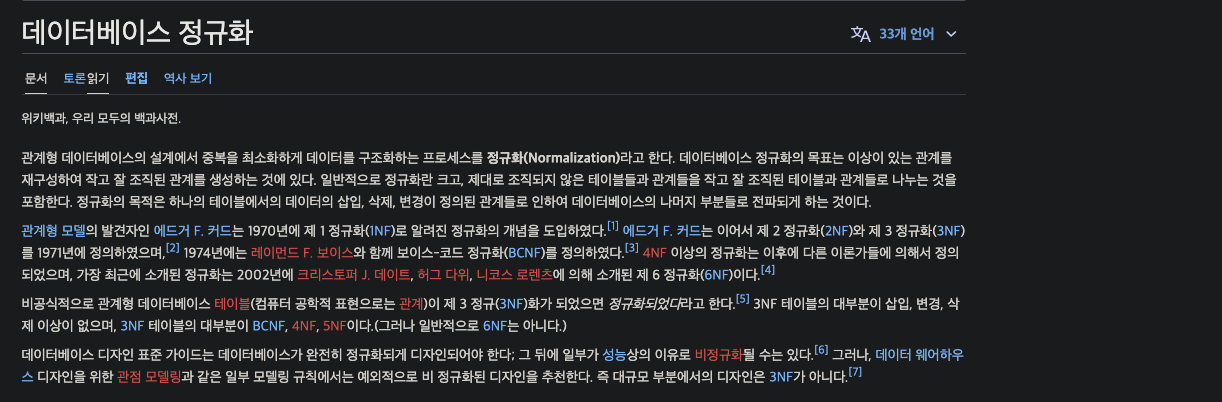 데이터베이스 정규화
33개 언어
문서 토론 읽기 편집 역사 보기
위키백과, 우리 모두의 백과사전.
관계형 데이터베이스의 설계에서 중복을 최소화하게 데이터를 구조화하는 프로세스를 정규화(Normalization)라고 한다. 데이터베이스 정규화의 목표는 이상이 있는 관계를
재구성하여 작고 잘 조직된 관계를 생성하는 것에 있다. 일반적으로 정규화란 크고, 제대로 조직되지 않은 테이블들과 관계들을 작고 잘 조직된 테이블과 관계들로 나누는 것을
포함한다. 정규화의 목적은 하나의 테이블에서의 데이터의 삽입, 삭제, 변경이 정의된 관계들로 인하여 데이터베이스의 나머지 부분들로 전파되게 하는 것이다.
관계형 모델의 발견자인 에드거 F. 커드는 1970년에 제 1 정규화(1NF)로 알려진 정규화의 개념을 도입하였다.[1] 에드거 F. 커드는 이어서 제 2 정규화(2NF)와 제 3 정규화(3NF)
를 1971년에 정의하였으며,[2] 1974년에는 레이먼드 F. 보이스와 함께 보이스-코드 정규화(BCNF)를 정의하였다.[3] 4NF 이상의 정규화는 이후에 다른 이론가들에 의해서 정의
되었으며, 가장 최근에 소개된 정규화는 2002년에 크리스토퍼 J. 데이트, 허그 다위, 니코스 로렌츠에 의해 소개된 제 6 정규화(6NF)이다.[4]
비공식적으로 관계형 데이터베이스 테이블(컴퓨터 공학적 표현으로는 관계)이 제 3 정규(3NF)화가 되었으면 정규화되었다라고 한다.[5] 3NF 테이블의 대부분이 삽입, 변경, 삭
제 이상이 없으며, 3NF 테이블의 대부분이 BCNF, 4NF, 5NF이다.(그러나 일반적으로 6NF는 아니다.)
데이터베이스 디자인 표준 가이드는 데이터베이스가 완전히 정규화되게 디자인되어야 한다; 그 뒤에 일부가 성능상의 이유로 비정규화될 수는 있다.[6] 그러나, 데이터 웨어하우
스 디자인을 위한 관점 모델링과 같은 일부 모델링 규칙에서는 예외적으로 비 정규화된 디자인을 추천한다. 즉 대규모 부분에서의 디자인은 3NF가 아니다.[7]